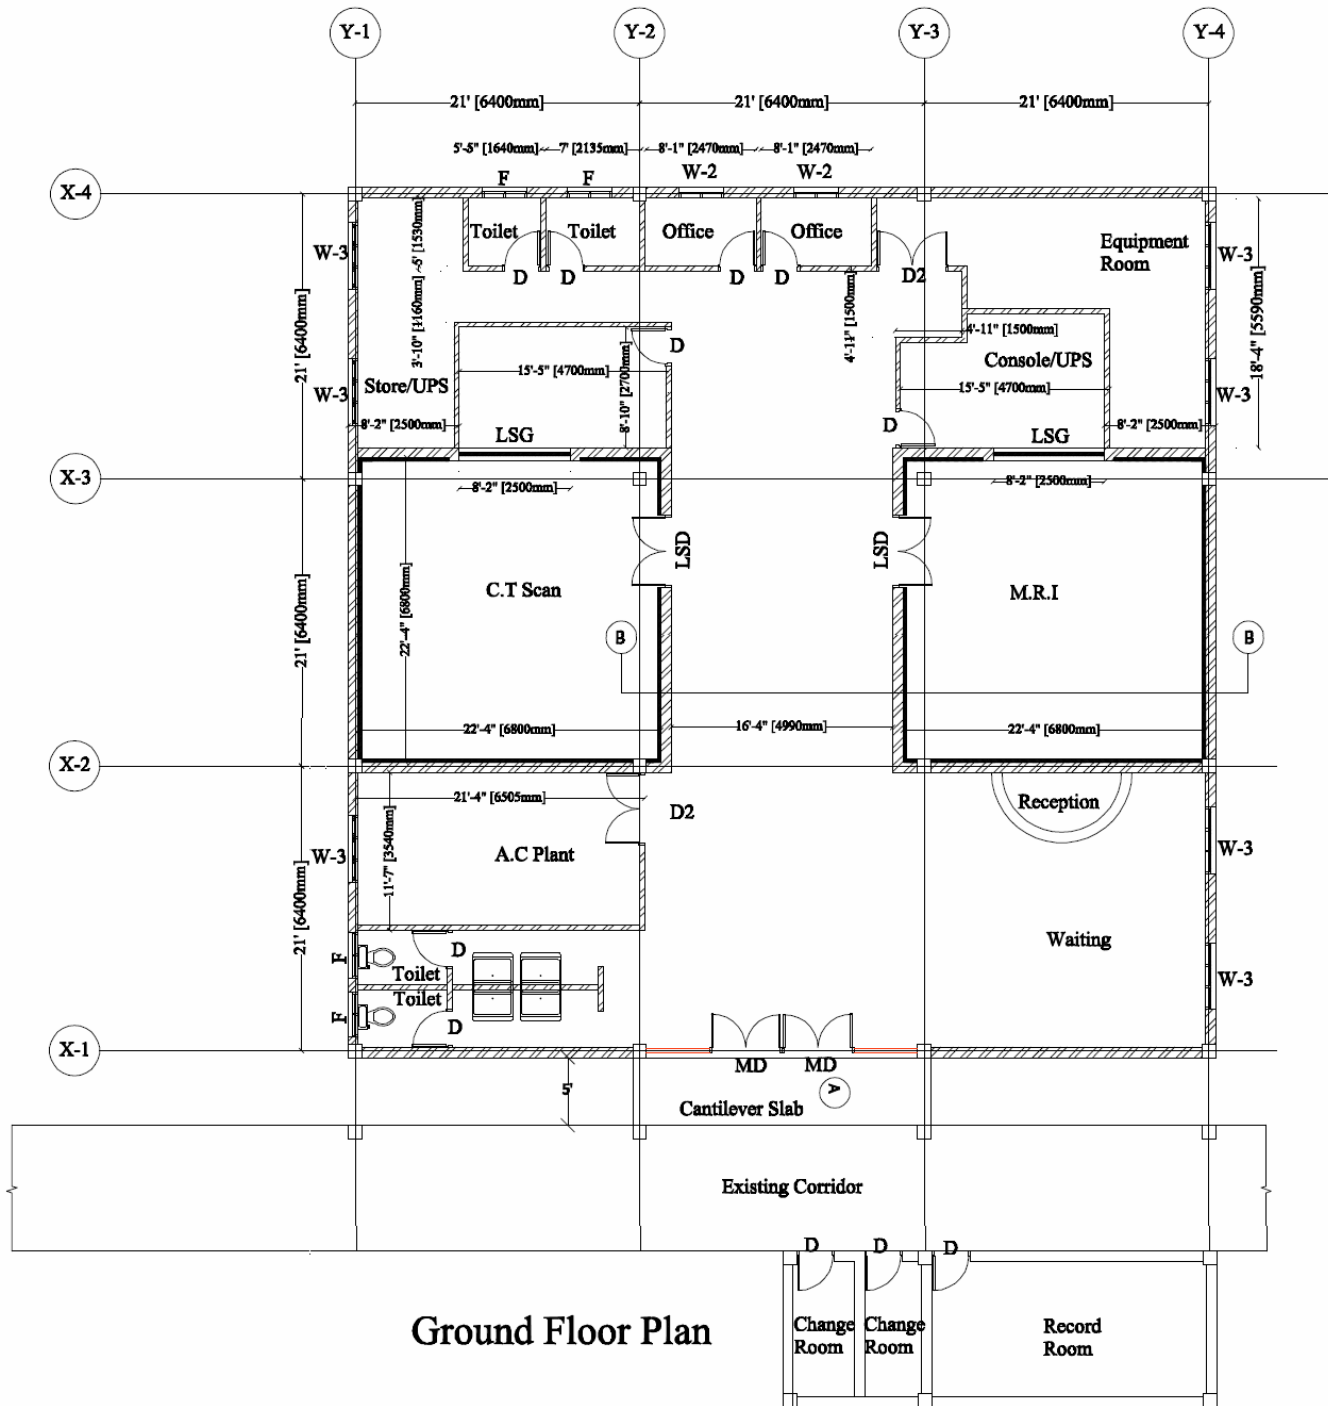 Y-1
Y-2
Y-3
Y-4
21' [6400mm]
21' [6400mm]
21' [6400mm]
5'-5" [1640mm]
7' [2135mm]
8'-1" [2470mm]
8'-1" [2470mm]
X-4
F
F
W-2
W-2
Toilet
Toilet
Office
Office
Equipment
Room
W-3
W-3
5' [1530mm]
D
D
D
D
D2
3'-10" [1160mm]
4'-11" [1500mm]
4'-11" [1500mm]
21' [6400mm]
18'-4" [5590mm]
D
Console/UPS
15'-5" [4700mm]
8'-10" [2700mm]
Store/UPS
15'-5" [4700mm]
W-3
W-3
8'-2" [2500mm]
D
8'-2" [2500mm]
LSG
LSG
X-3
8'-2" [2500mm]
8'-2" [2500mm]
LSD
LSD
C.T Scan
M.R.I
22'-4" [6800mm]
21' [6400mm]
B
B
22'-4" [6800mm]
16'-4" [4990mm]
22'-4" [6800mm]
X-2
21'-4" [6505mm]
D2
Reception
A.C Plant
W-3
W-3
11'-7" [3540mm]
21' [6400mm]
Waiting
D
F
Toilet
W-3
Toilet
F
D
X-1
MD
MD
A
5'
Cantilever Slab
Existing Corridor
D
D
D
Change
Room
Change
Room
Record
Room
Ground Floor Plan